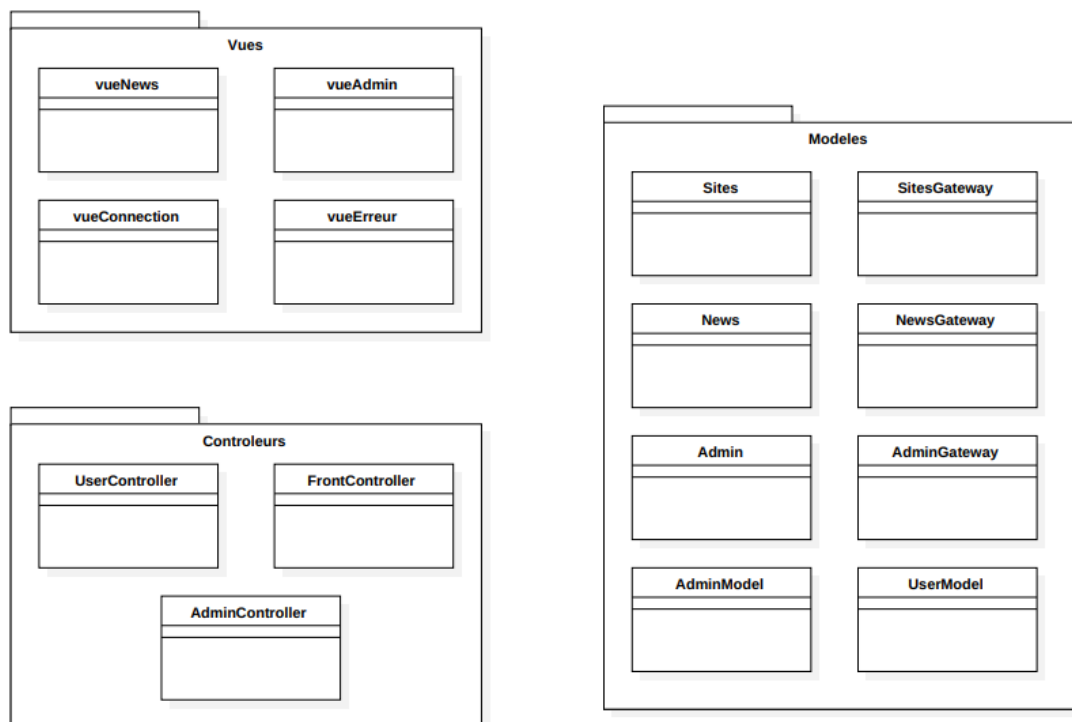 Vues
vueNews
vueAdmin
vueConnection
vueErreur
Controleurs
UserController
FrontController
AdminController
Modeles
Sites
SitesGateway
News
NewsGateway
Admin
AdminGateway
AdminModel
UserModel